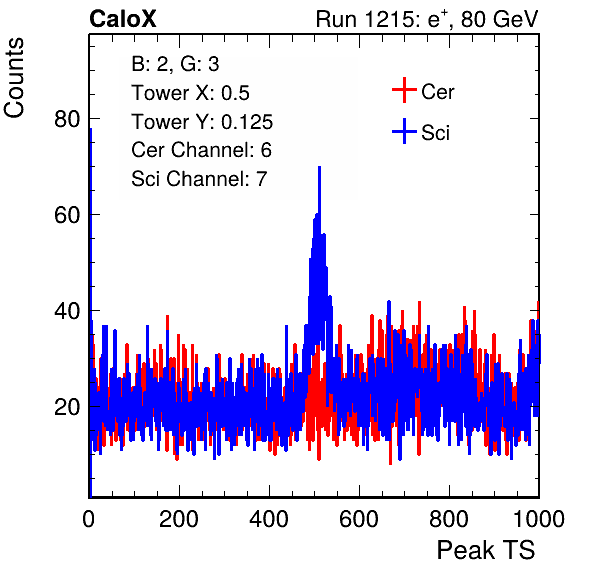 CaloX Run 1215: e⁺, 80 GeV
Counts
B: 2, G: 3
Tower X: 0.5
Tower Y: 0.125
Cer Channel: 6
Sci Channel: 7
Cer
Sci
80
60
40
20
0 200 400 600 800 1000
Peak TS